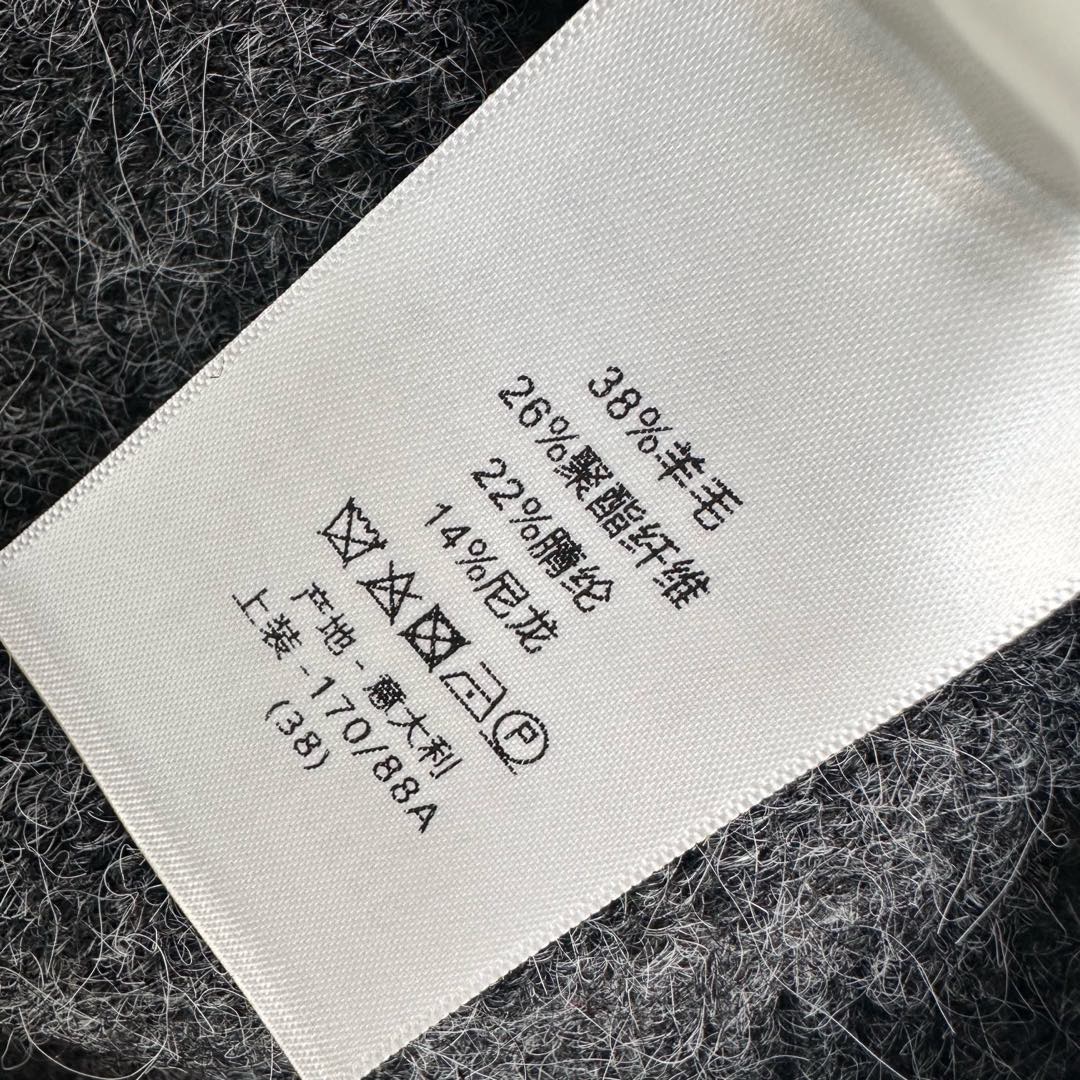 38%羊毛
26%聚酯纤维
22%腈纶
14%尼龙
P
产地-意大利
上装-170/88A
(38)